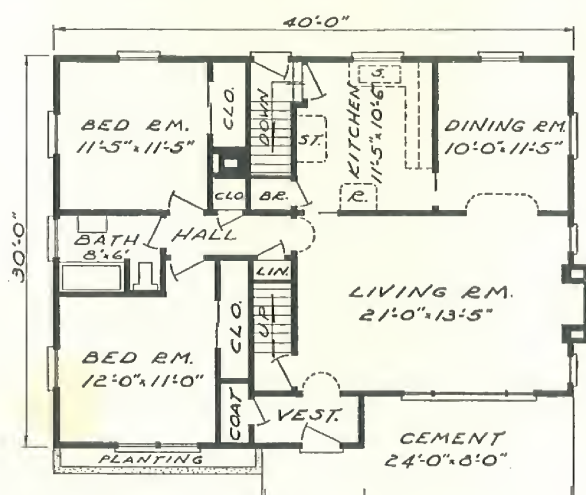 40'-0"
30'-0"
BED RM.
11'-5" x 11'-5"
CLO.
DOWN
ST.
KITCHEN
11'-5" x 10'-6"
S.
DINING RM.
10'-0" x 11'-5"
CLO
BR.
R.
BATH
8' x 6'
HALL
LIN.
LIVING RM.
21'-0" x 13'-5"
UP
CLO.
BED RM.
12'-0" x 11'-0"
COAT
VEST.
CEMENT
24'-0" x 8'-0"
PLANTING